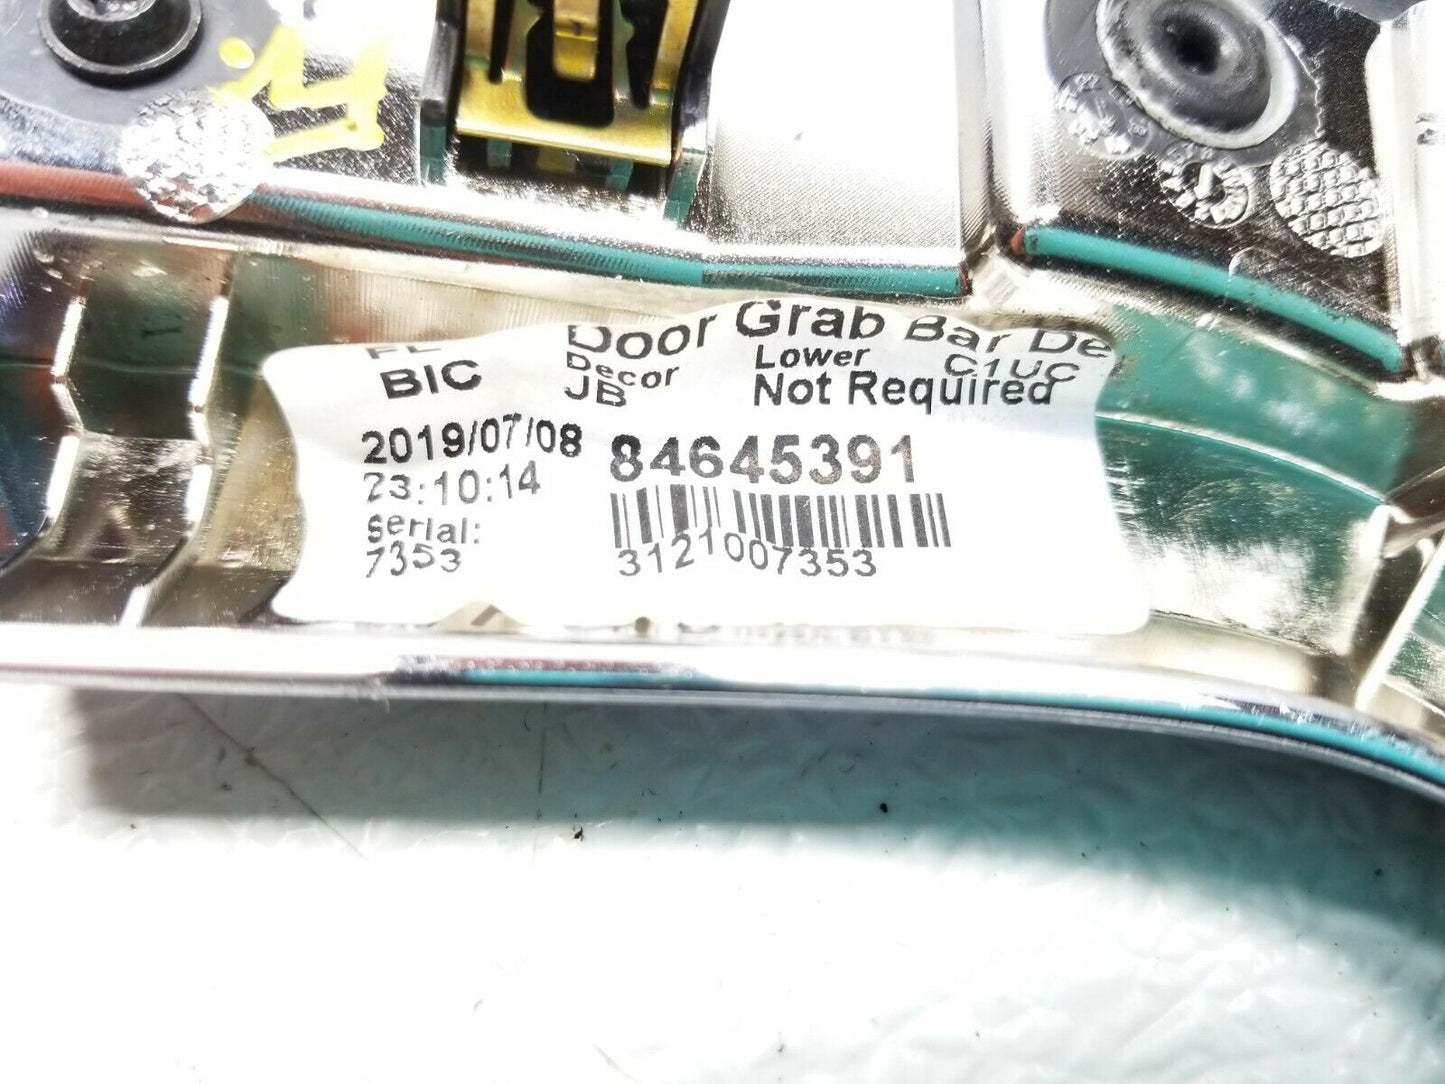 FL Door Grab Bar De
BIC Decor Lower C1UC
JB Not Required
2019/07/08 84645391
23:10:14
Serial:
7353 3121007353